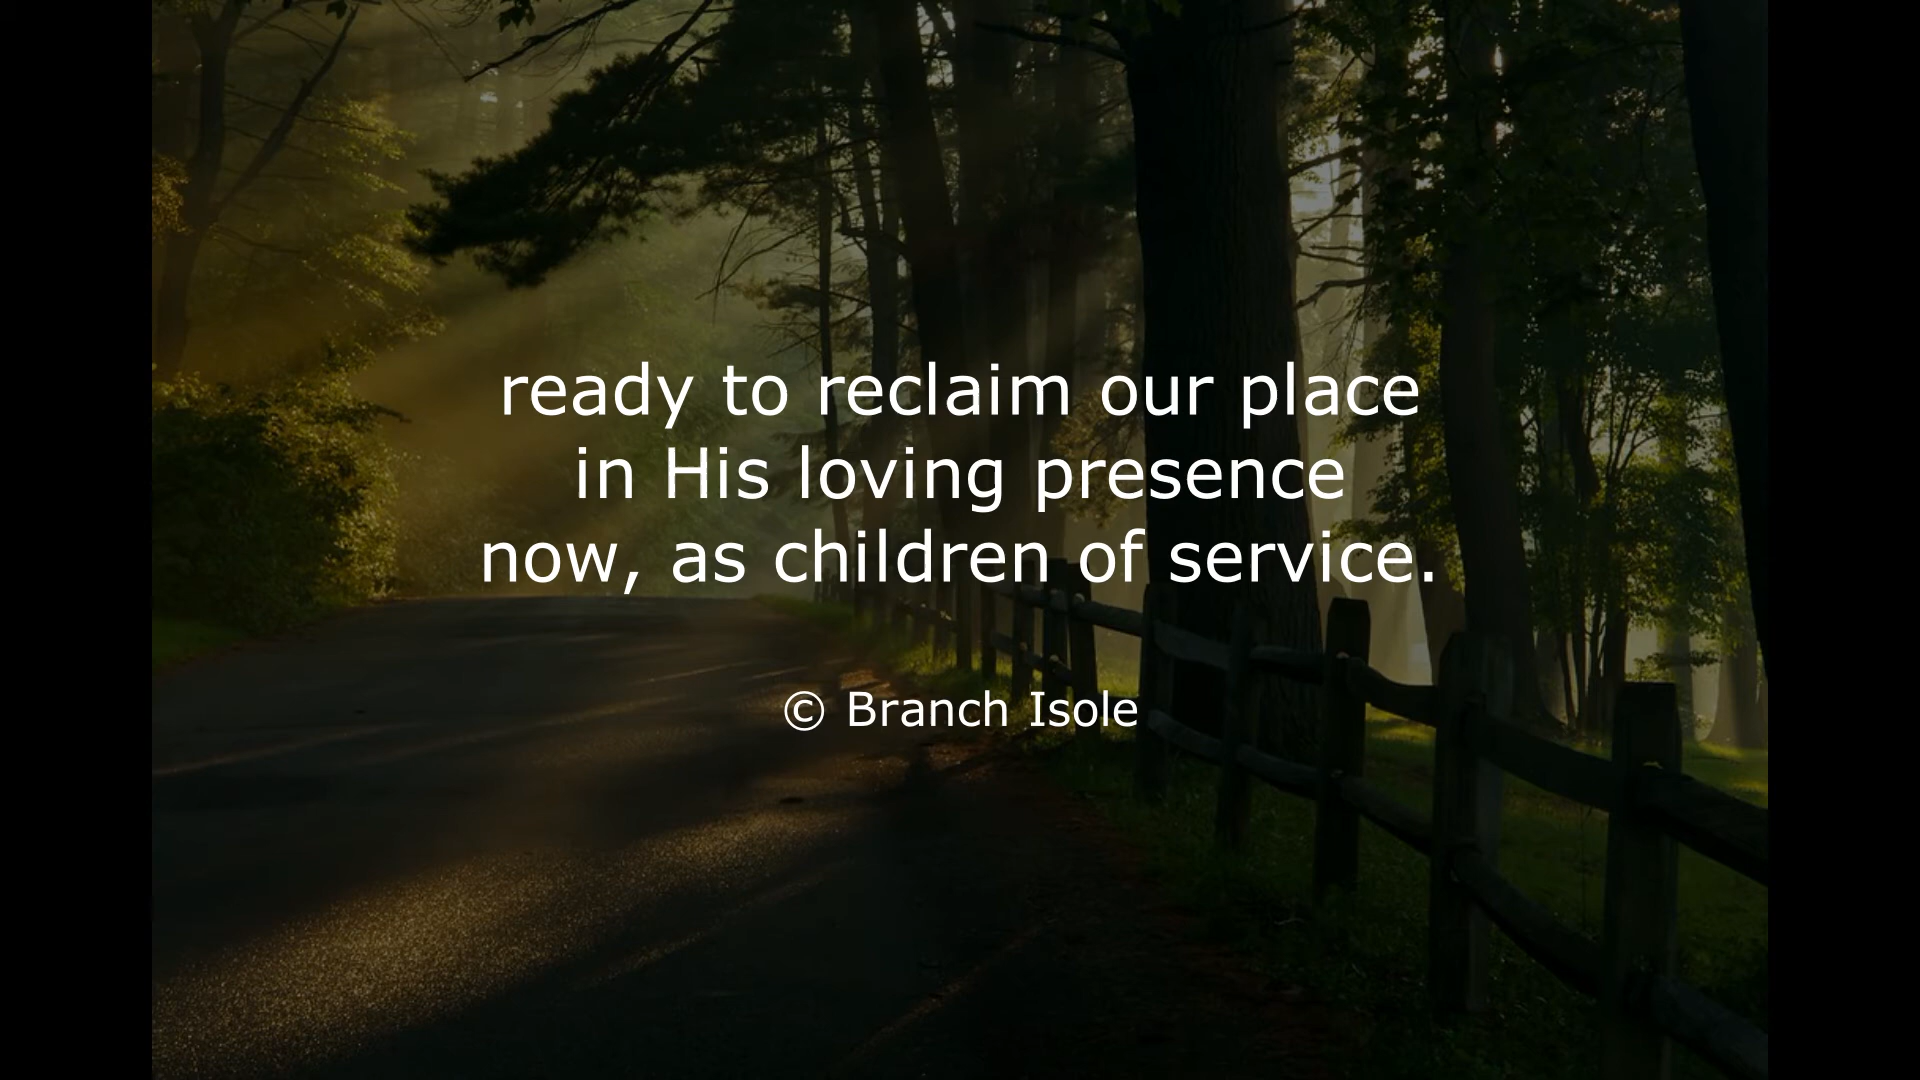 ready to reclaim our place
in His loving presence
now, as children of service.
© Branch Isole